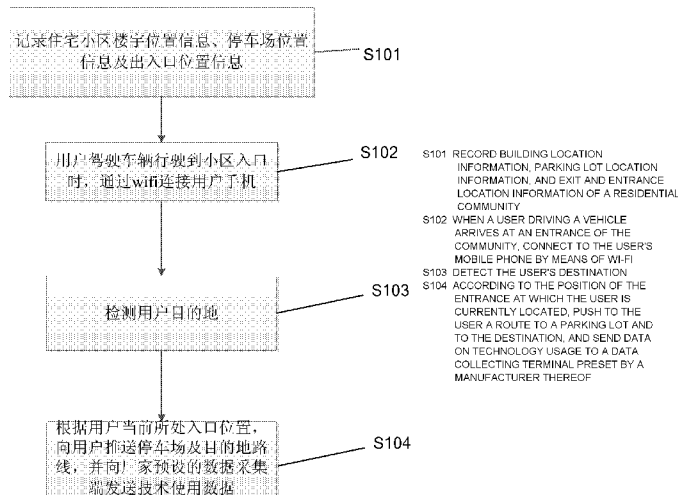 记录住宅小区楼宇位置信息、停车场位置
信息及出入口位置信息
S101
用户驾驶车辆行驶到小区入口
时，通过wifi连接用户手机
S102
检测用户目的地
S103
根据用户当前所处入口位置，
向用户推送停车场及目的地路
线，并向厂家预设的数据采集
端发送技术使用数据
S104
S101 RECORD BUILDING LOCATION
INFORMATION, PARKING LOT LOCATION
INFORMATION, AND EXIT AND ENTRANCE
LOCATION INFORMATION OF A RESIDENTIAL
COMMUNITY
S102 WHEN A USER DRIVING A VEHICLE
ARRIVES AT AN ENTRANCE OF THE
COMMUNITY, CONNECT TO THE USER'S
MOBILE PHONE BY MEANS OF WI-FI
S103 DETECT THE USER'S DESTINATION
S104 ACCORDING TO THE POSITION OF THE
ENTRANCE AT WHICH THE USER IS
CURRENTLY LOCATED, PUSH TO THE
USER A ROUTE TO A PARKING LOT AND
TO THE DESTINATION, AND SEND DATA
ON TECHNOLOGY USAGE TO A DATA
COLLECTING TERMINAL PRESET BY A
MANUFACTURER THEREOF